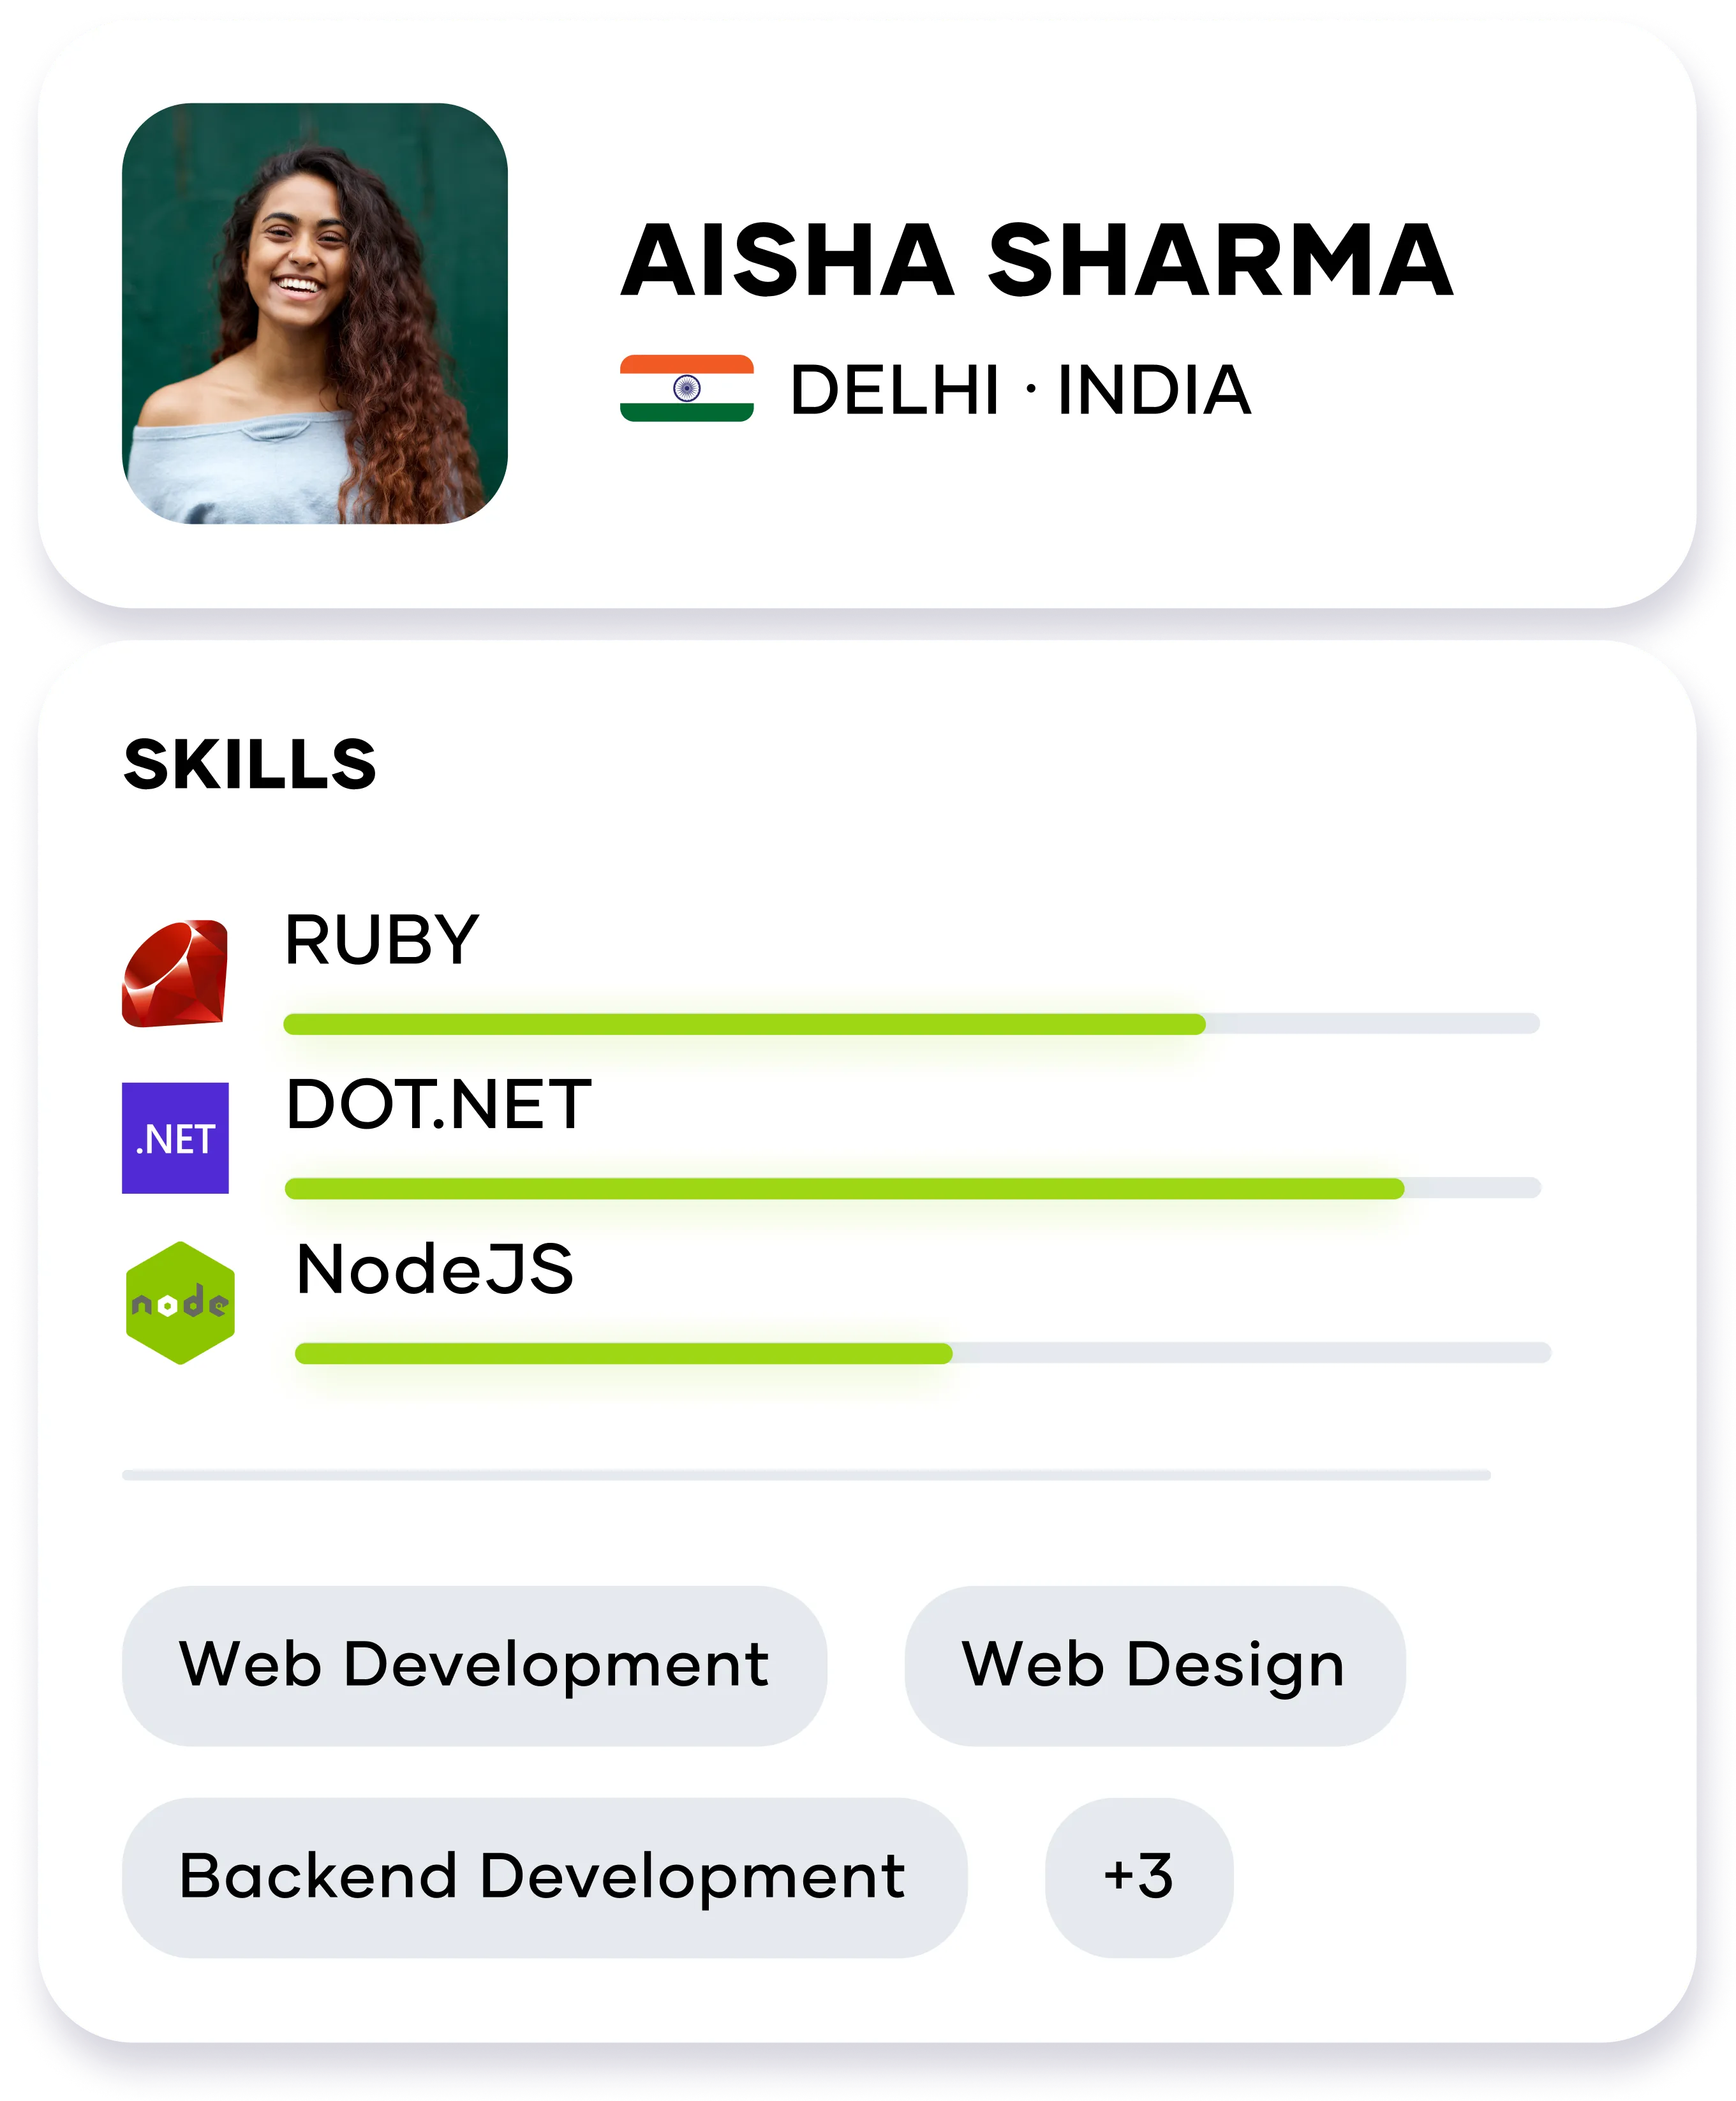 AISHA SHARMA
DELHI · INDIA
SKILLS
RUBY
.NET
DOT.NET
node
NodeJS
Web Development
Web Design
Backend Development
+3